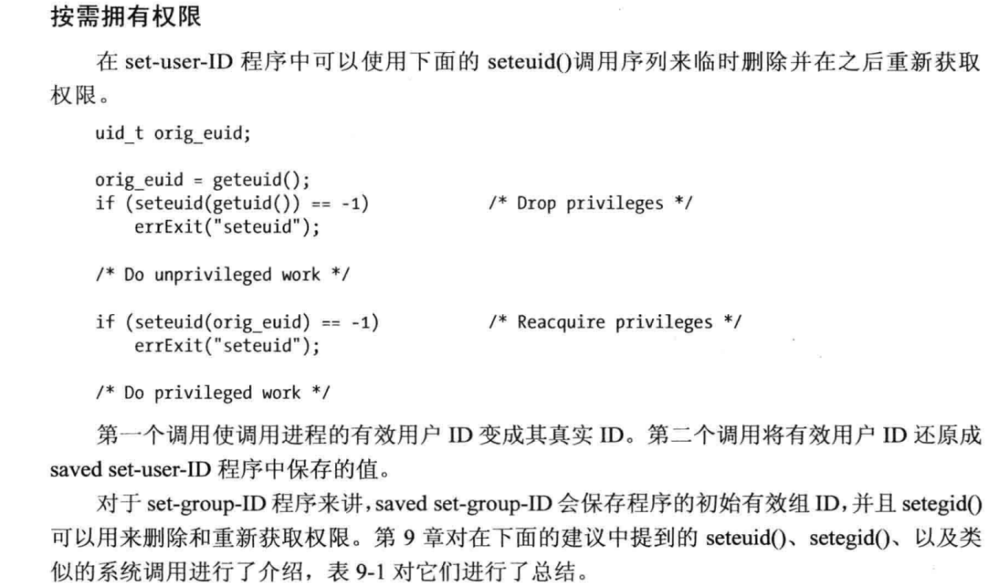 按需拥有权限
在 set-user-ID 程序中可以使用下面的 seteuid()调用序列来临时删除并在之后重新获取
权限。
uid_t orig_euid;
orig_euid = geteuid();
if (seteuid(getuid()) == -1) /* Drop privileges */
errExit("seteuid");
/* Do unprivileged work */
if (seteuid(orig_euid) == -1) /* Reacquire privileges */
errExit("seteuid");
/* Do privileged work */
第一个调用使调用进程的有效用户 ID 变成其真实 ID。第二个调用将有效用户 ID 还原成
saved set-user-ID 程序中保存的值。
对于 set-group-ID 程序来讲,saved set-group-ID 会保存程序的初始有效组 ID,并且 setegid()
可以用来删除和重新获取权限。第 9 章对在下面的建议中提到的 seteuid()、setegid()、以及类
似的系统调用进行了介绍，表 9-1 对它们进行了总结。